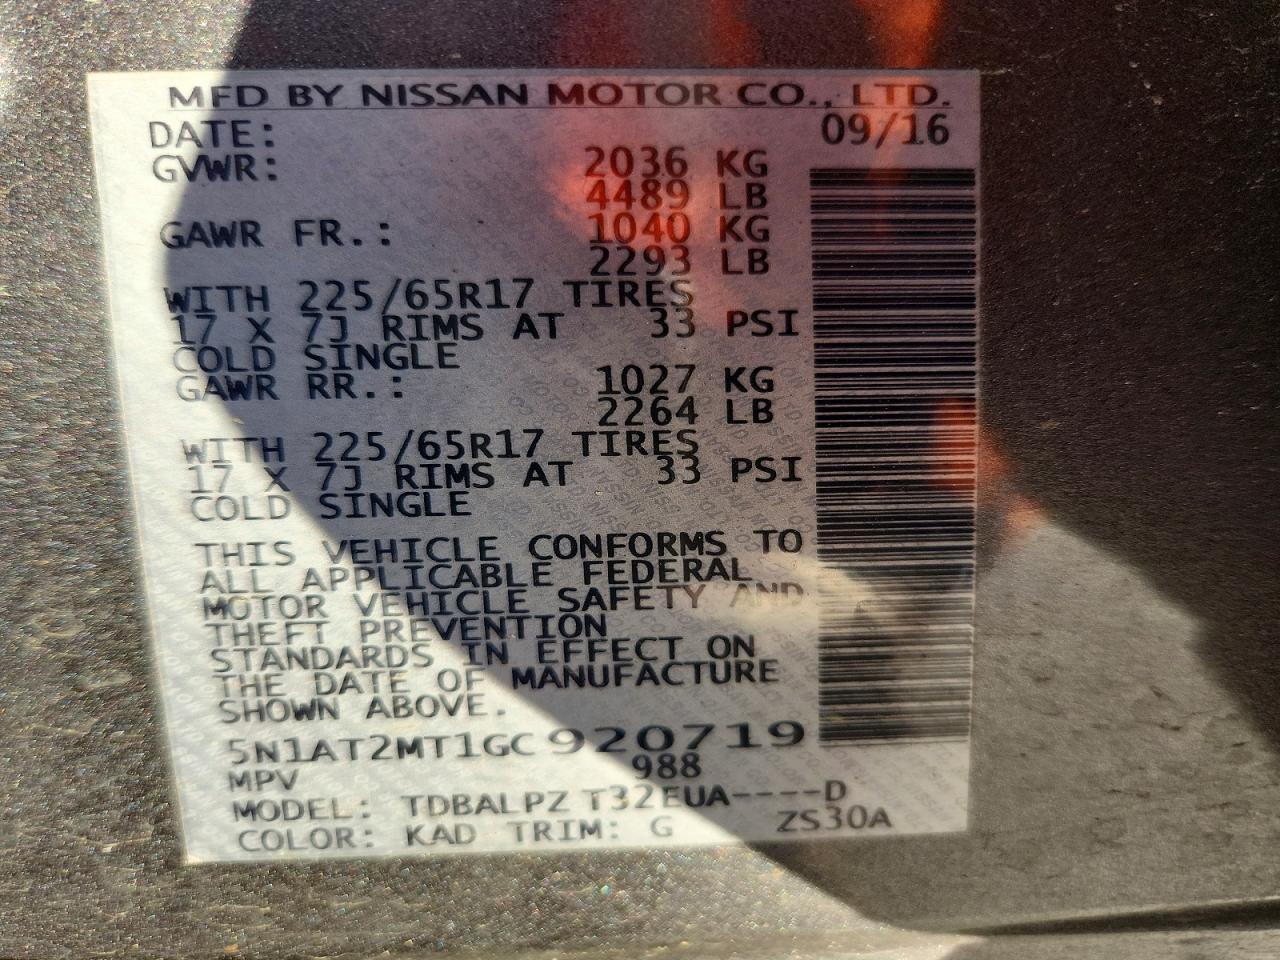 MFD BY NISSAN MOTOR CO., LTD.
DATE: 09/16
GVWR: 2036 KG
4489 LB
GAWR FR.: 1040 KG
2293 LB
WITH 225/65R17 TIRES
17 X 7J RIMS AT 33 PSI
COLD SINGLE
GAWR RR.: 1027 KG
2264 LB
WITH 225/65R17 TIRES
17 X 7J RIMS AT 33 PSI
COLD SINGLE
THIS VEHICLE CONFORMS TO
ALL APPLICABLE FEDERAL
MOTOR VEHICLE SAFETY AND
THEFT PREVENTION
STANDARDS IN EFFECT ON
THE DATE OF MANUFACTURE
SHOWN ABOVE.
5N1AT2MT1GC920719
MPV 988
MODEL: TDBALPZ T32EUA----D
COLOR: KAD TRIM: G ZS30A